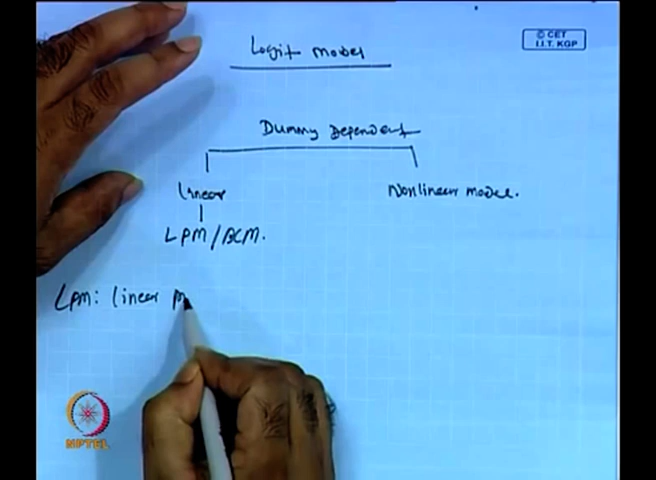 Logit Model
© CET
I.I.T. KGP
Dummy Dependent
Linear
Nonlinear model.
LPM/BCM.
LPM: Linear P
NPTEL